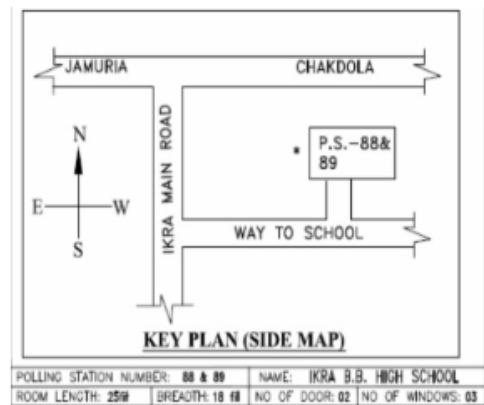 JAMURIA CHAKDOLA
IKRA MAIN ROAD
P.S.-88&
89
N
E W
S
WAY TO SCHOOL
KEY PLAN (SIDE MAP)
POLLING STATION NUMBER: 88 & 89 NAME: IKRA B.B. HIGH SCHOOL
ROOM LENGTH: BREADTH: 18 NO OF DOOR: 02 NO OF WINDOWS: 03